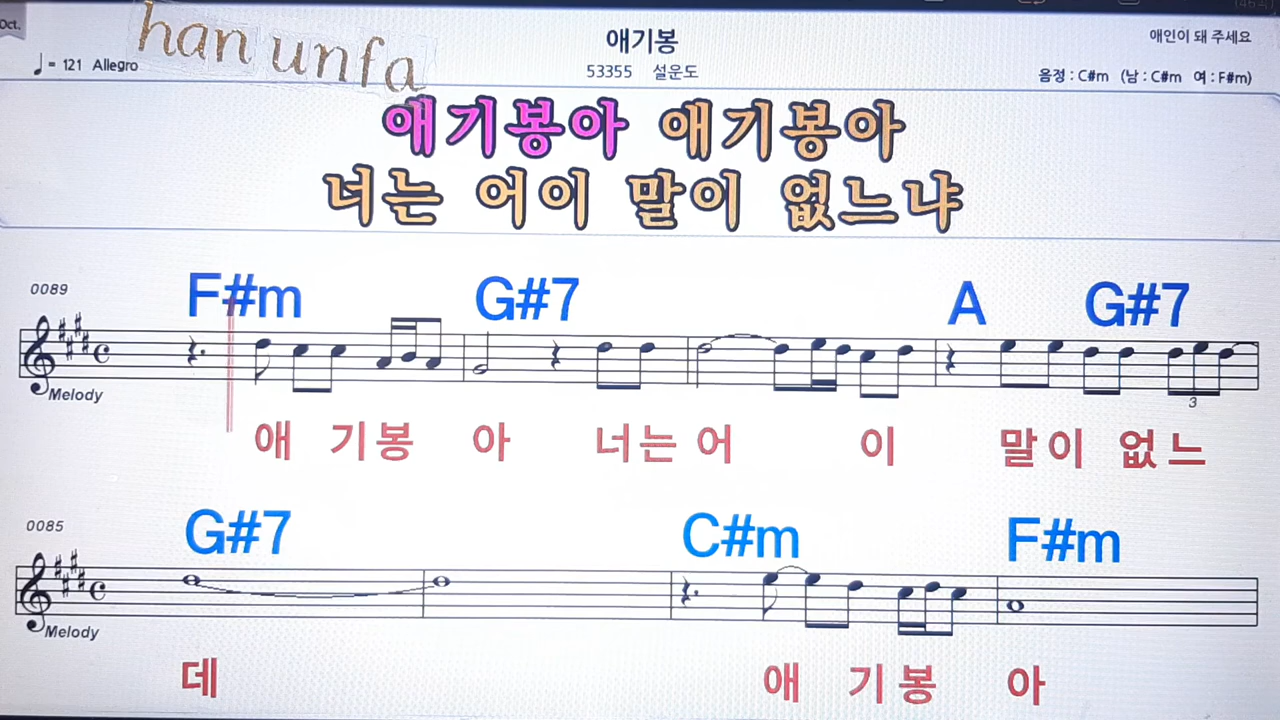 Oct.
han unfa
애기봉
애인이 돼 주세요
♩= 121 Allegro
53355 설운도
음정 : C#m (남 : C#m 여 : F#m)
애기봉아 애기봉아
너는 어이 말이 없느냐
0089
F#m G#7 A G#7
Melody
3
애 기 봉 아 너 는 어 이 말 이 없 느
0085
G#7 C#m F#m
Melody
데 애 기 봉 아